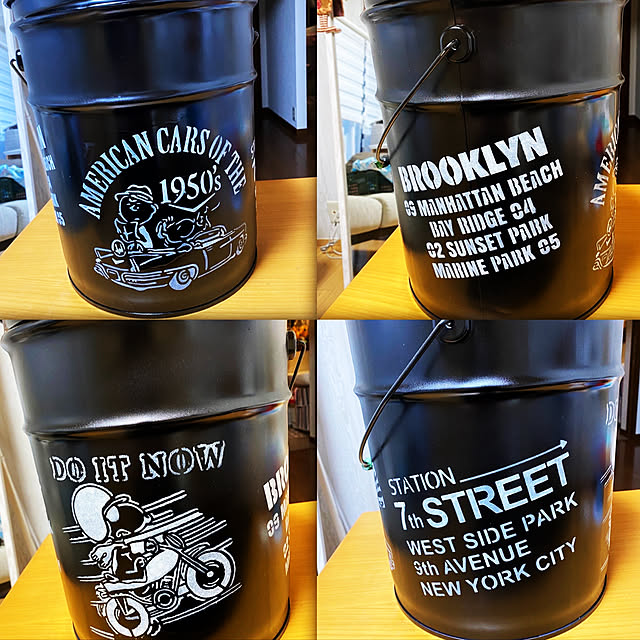 AMERICAN CARS OF THE
1950's
BROOKLYN
05 MANHATTAN BEACH
BAY RIDGE 04
02 SUNSET PARK
MARINE PARK 05
DO IT NOW
STATION
7th STREET
WEST SIDE PARK
9th AVENUE
NEW YORK CITY